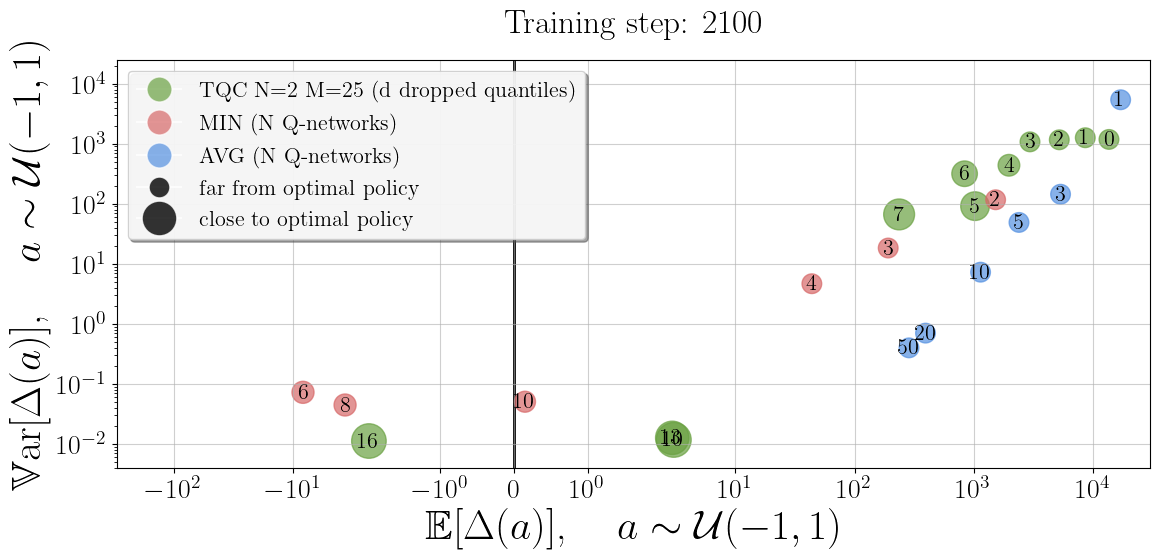 Training step: 2100
𝕍ar[Δ(a)],   a ∼ 𝒰(−1, 1)
10⁴
10³
10²
10¹
10⁰
10⁻¹
10⁻²
TQC N=2 M=25 (d dropped quantiles)
MIN (N Q-networks)
AVG (N Q-networks)
far from optimal policy
close to optimal policy
1
3 2 1 0
6 4
7 5 2 3
5
3
10
4
20
50
6
8
10
16
13
10
−10² −10¹ −10⁰ 0 10⁰ 10¹ 10² 10³ 10⁴
𝔼[Δ(a)],   a ∼ 𝒰(−1, 1)